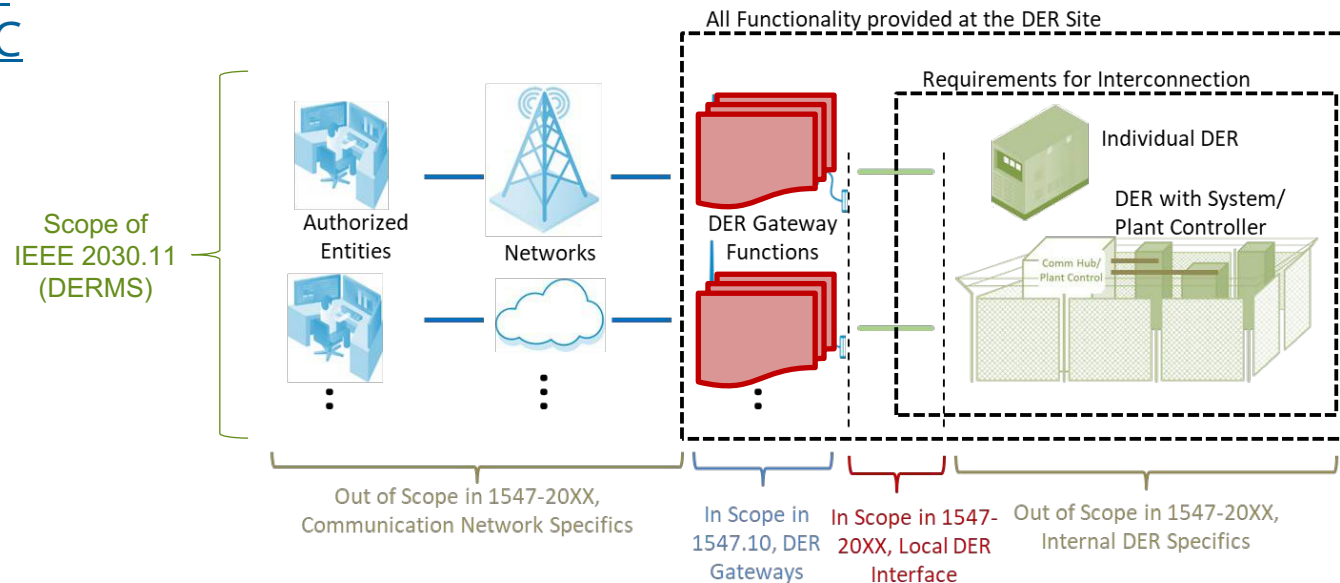 C
All Functionality provided at the DER Site
Requirements for Interconnection
Individual DER
DER with System/
Plant Controller
Comm Hub/
Plant Control
Scope of
IEEE 2030.11
(DERMS)
Authorized
Entities
Networks
DER Gateway
Functions
Out of Scope in 1547-20XX,
Communication Network Specifics
In Scope in
1547.10, DER
Gateways
In Scope in 1547-
20XX, Local DER
Interface
Out of Scope in 1547-20XX,
Internal DER Specifics